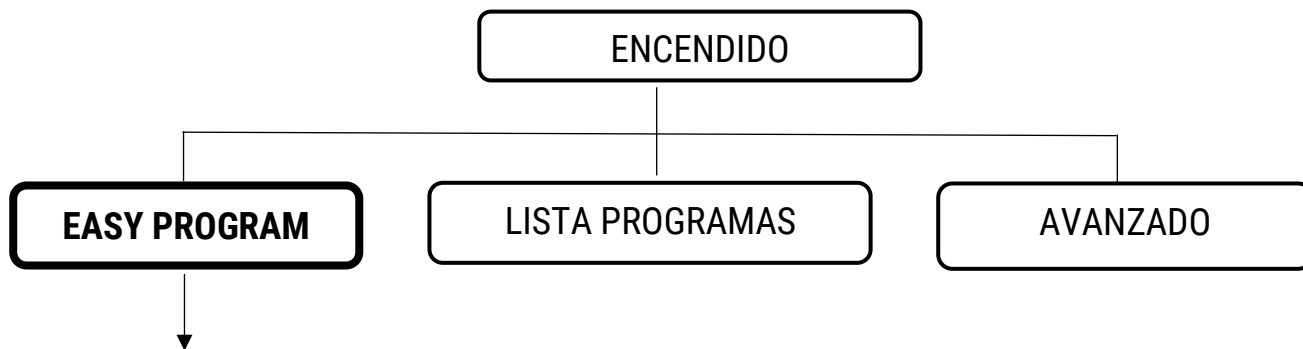 ENCENDIDO
EASY PROGRAM
LISTA PROGRAMAS
AVANZADO